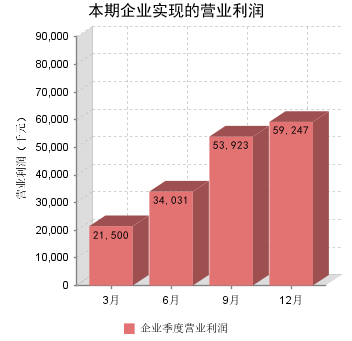 本期企业实现的营业利润
营业利润（千元）
90,000
80,000
70,000
60,000
50,000
40,000
30,000
20,000
10,000
0
21,500
34,031
53,923
59,247
3月
6月
9月
12月
企业季度营业利润